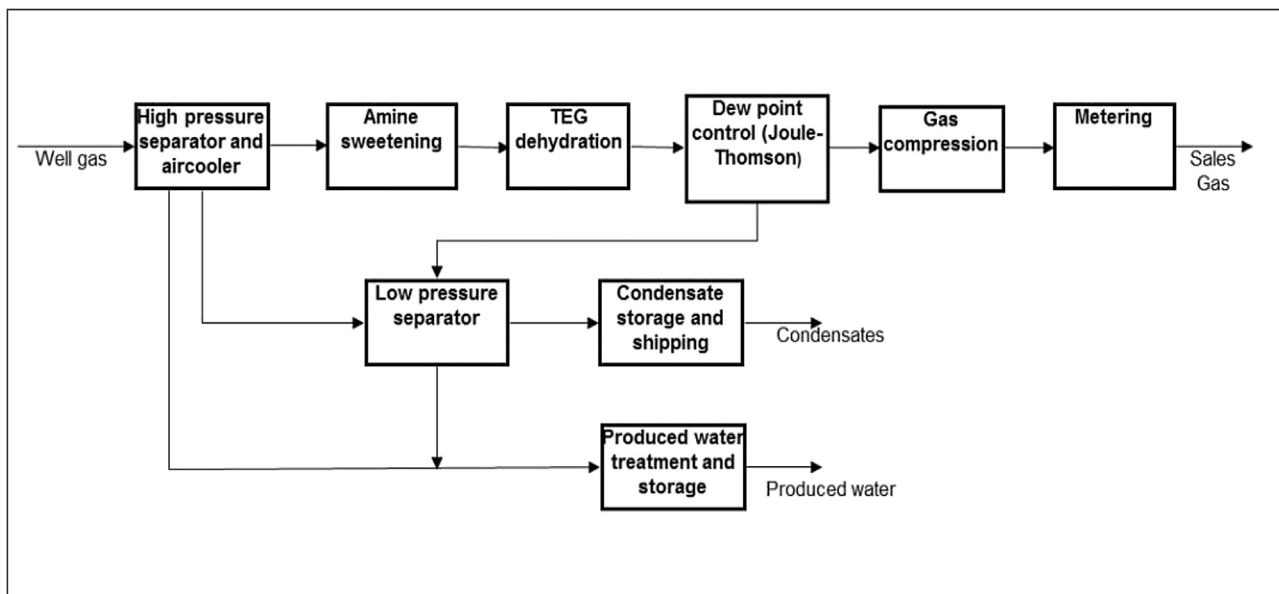 High pressure
separator and
aircooler
Amine
sweetening
TEG
dehydration
Dew point
control (Joule-
Thomson)
Gas
compression
Metering
Well gas
Sales
Gas
Low pressure
separator
Condensate
storage and
shipping
Condensates
Produced water
treatment and
storage
Produced water